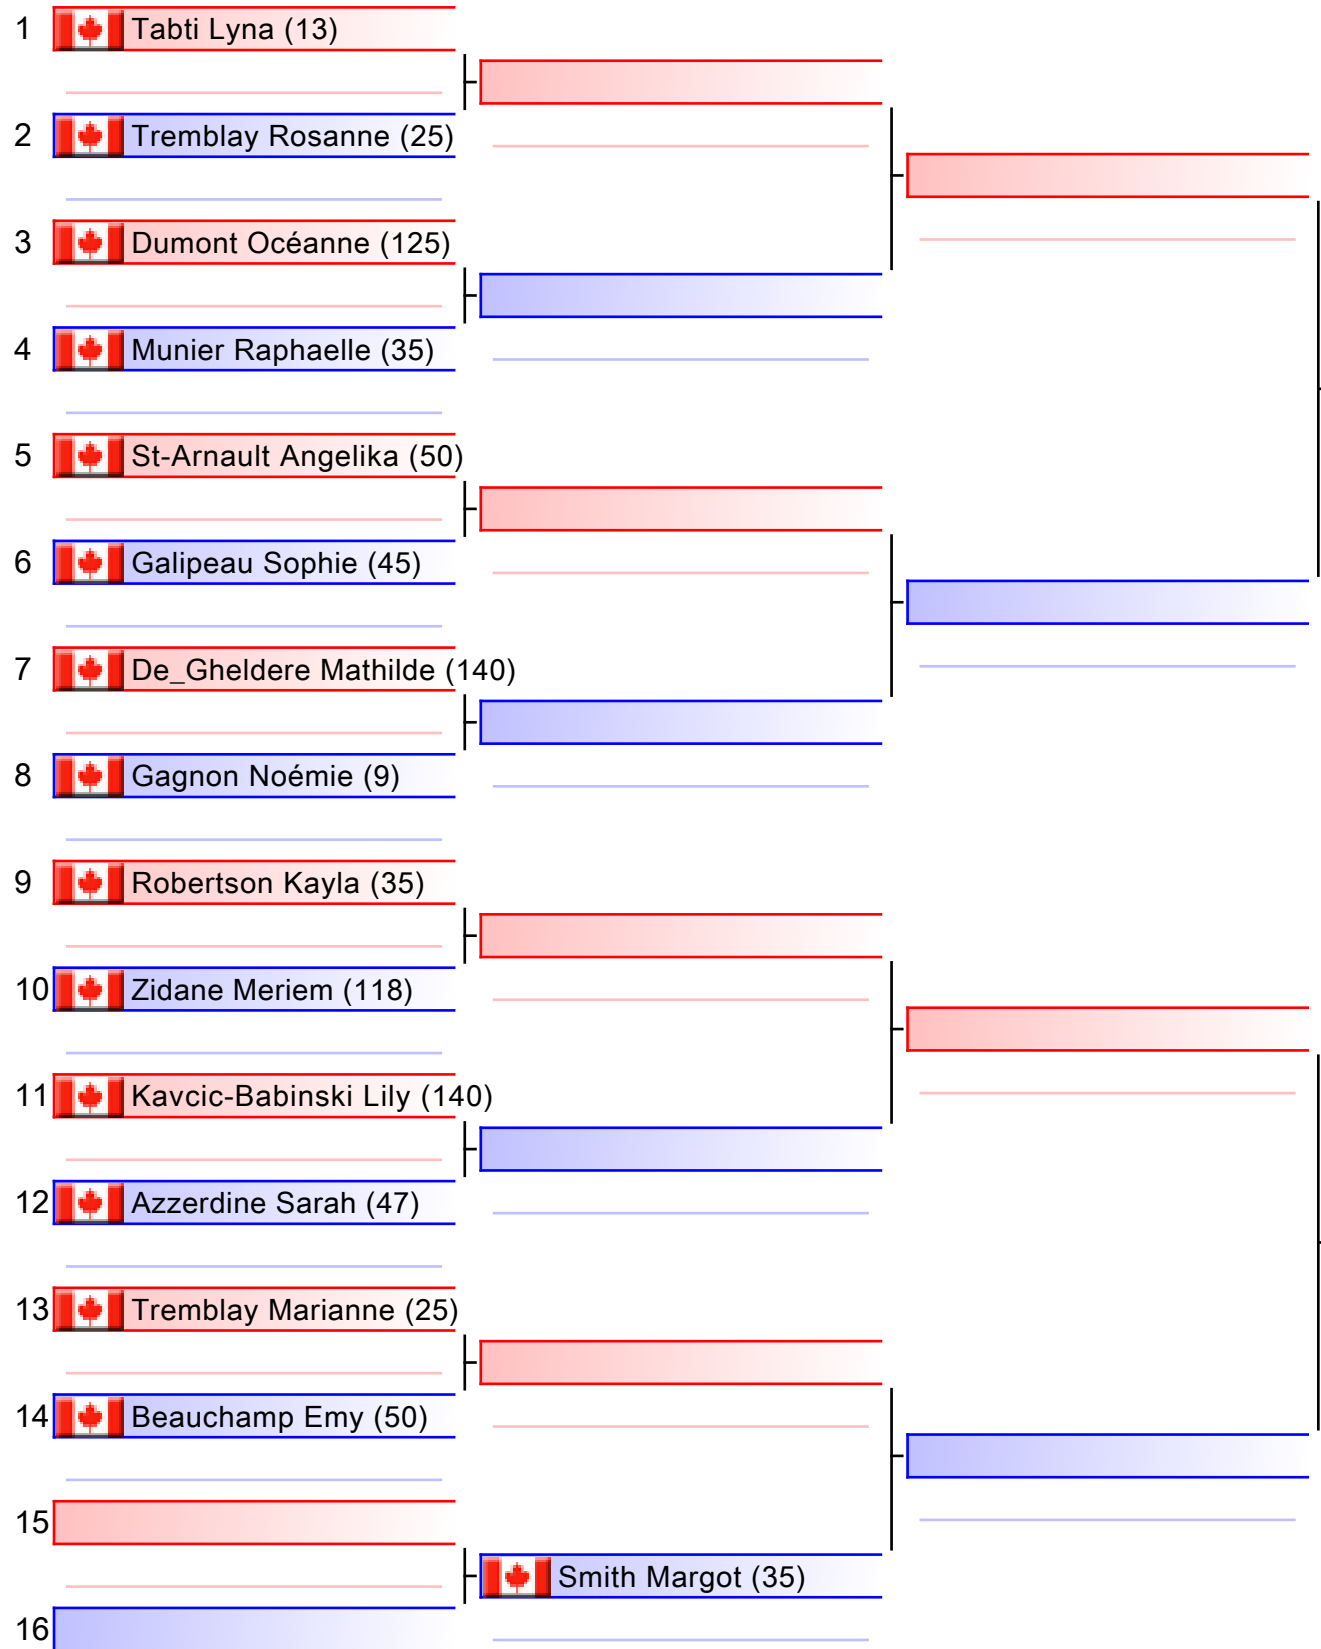 1 Tabti Lyna (13)
2 Tremblay Rosanne (25)
3 Dumont Océanne (125)
4 Munier Raphaelle (35)
5 St-Arnault Angelika (50)
6 Galipeau Sophie (45)
7 De_Gheldere Mathilde (140)
8 Gagnon Noémie (9)
9 Robertson Kayla (35)
10 Zidane Meriem (118)
11 Kavcic-Babinski Lily (140)
12 Azzerdine Sarah (47)
13 Tremblay Marianne (25)
14 Beauchamp Emy (50)
15
Smith Margot (35)
16